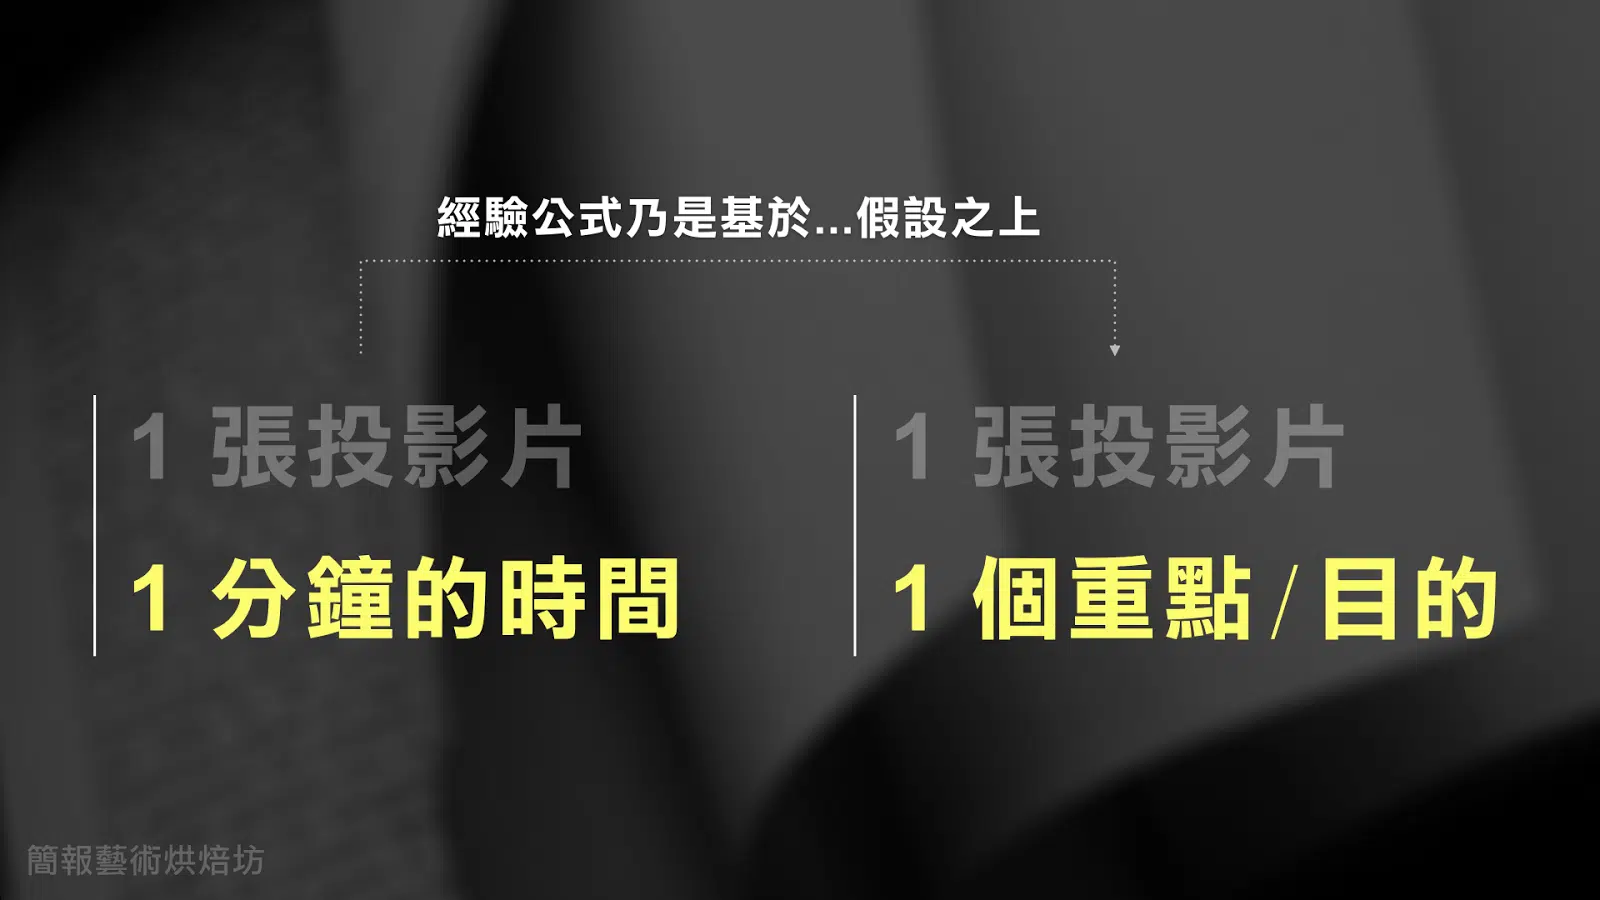 經驗公式乃是基於...假設之上
1 張投影片
1 分鐘的時間
1 張投影片
1 個重點/目的
簡報藝術烘焙坊